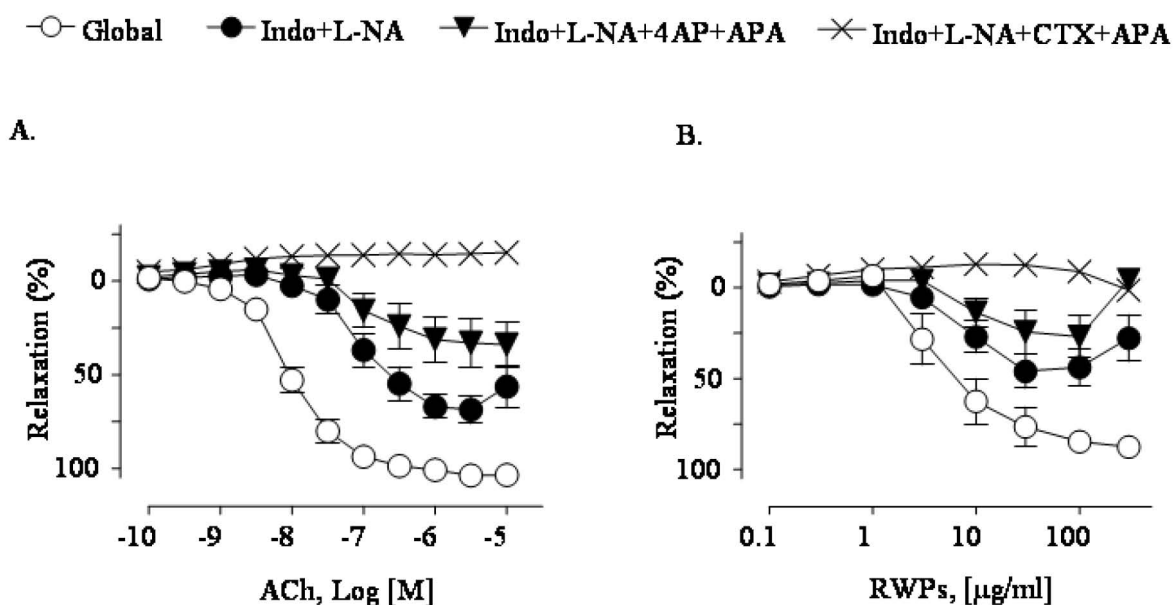 Global Indo+L-NA Indo+L-NA+4AP+APA Indo+L-NA+CTX+APA
A.
Relaxation (%)
0
50
100
-10 -9 -8 -7 -6 -5
ACh, Log [M]
B.
Relaxation (%)
0
50
100
0.1 1 10 100
RWPs, [µg/ml]